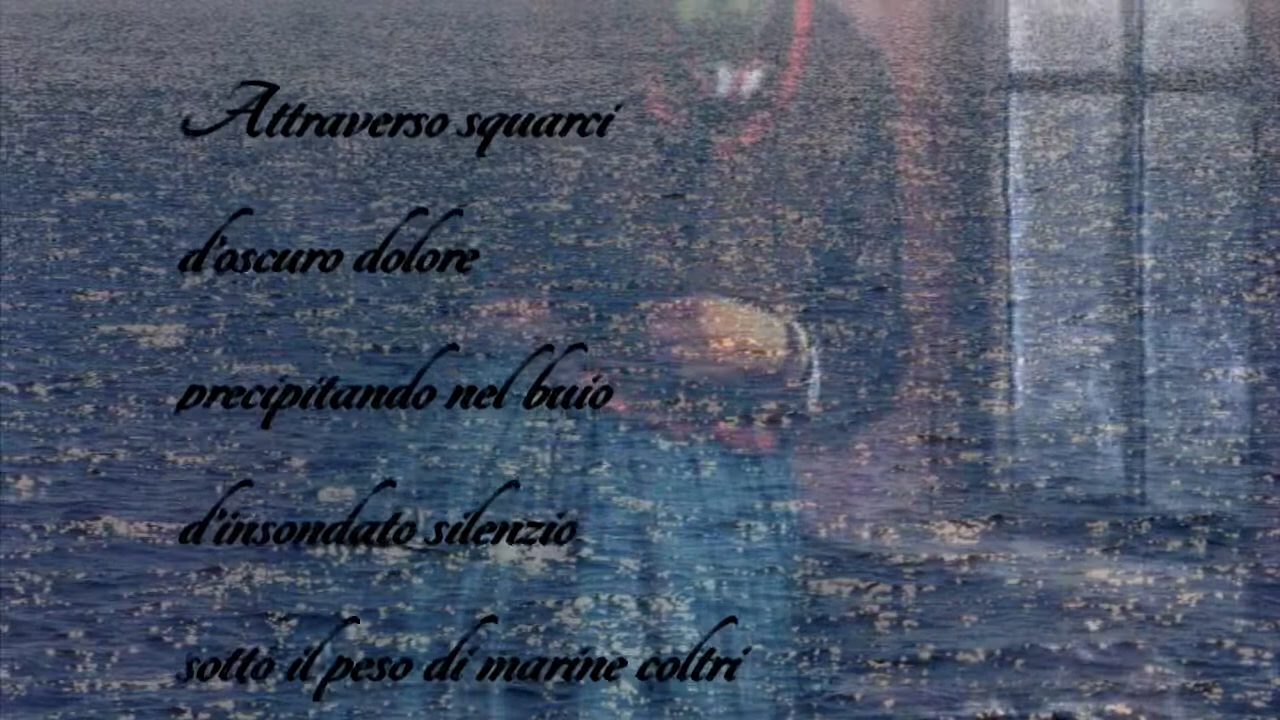 Attraverso squarci
d'oscuro dolore
precipitando nel buio
d'insondato silenzio
sotto il peso di marine coltri